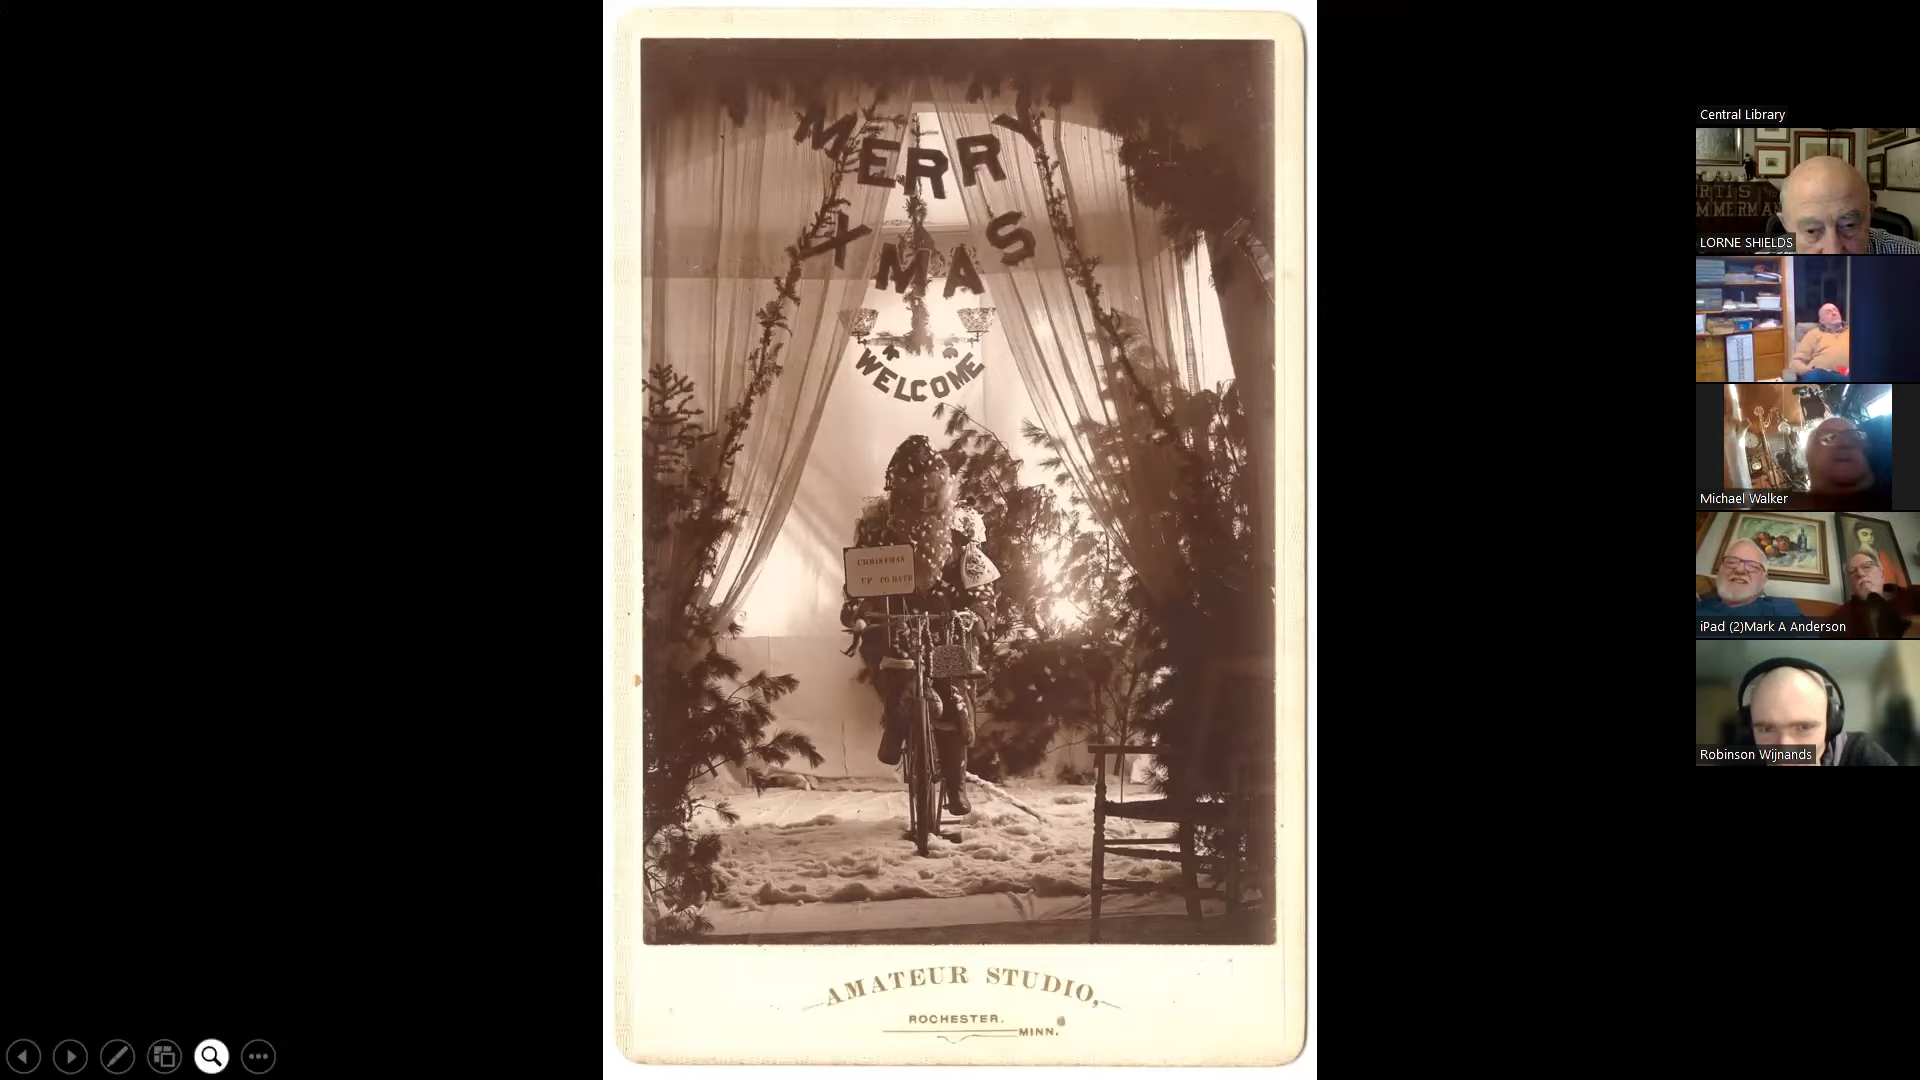 MERRY
XMAS
WELCOME
CHRISTMAS
UP TO DATE
AMATEUR STUDIO,
ROCHESTER.
MINN.
Central Library
LORNE SHIELDS
Michael Walker
iPad (2)Mark A Anderson
Robinson Wijnands